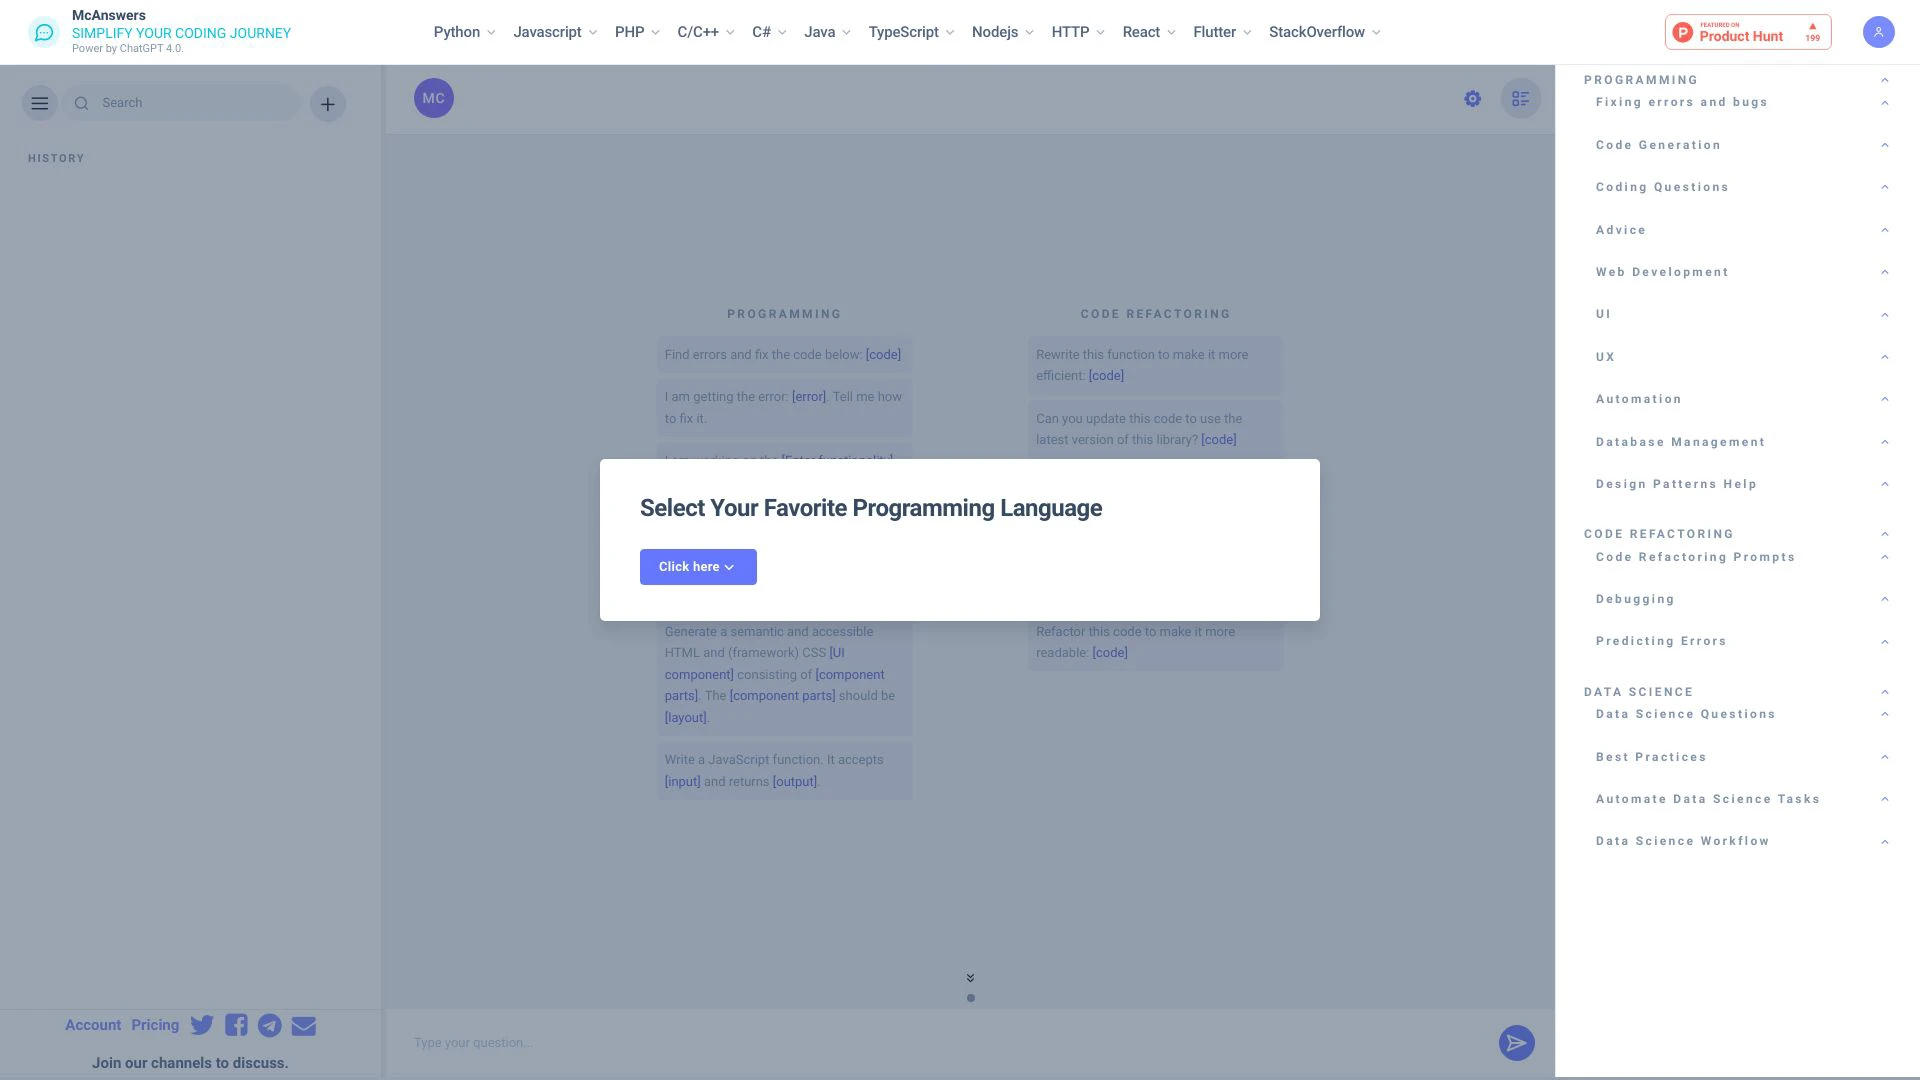 McAnswers
SIMPLIFY YOUR CODING JOURNEY
Power by ChatGPT 4.0.
Python
Javascript
PHP
C/C++
C#
Java
TypeScript
Nodejs
HTTP
React
Flutter
StackOverflow
FEATURED ON
Product Hunt
199
Search
HISTORY
MC
PROGRAMMING
Find errors and fix the code below: [code]
I am getting the error: [error]. Tell me how
to fix it.
Generate a semantic and accessible
HTML and (framework) CSS [UI
component] consisting of [component
parts]. The [component parts] should be
[layout].
Write a JavaScript function. It accepts
[input] and returns [output].
CODE REFACTORING
Rewrite this function to make it more
efficient: [code]
Can you update this code to use the
latest version of this library? [code]
Refactor this code to make it more
readable: [code]
Select Your Favorite Programming Language
Click here
Type your question...
Account
Pricing
Join our channels to discuss.
PROGRAMMING
Fixing errors and bugs
Code Generation
Coding Questions
Advice
Web Development
UI
UX
Automation
Database Management
Design Patterns Help
CODE REFACTORING
Code Refactoring Prompts
Debugging
Predicting Errors
DATA SCIENCE
Data Science Questions
Best Practices
Automate Data Science Tasks
Data Science Workflow